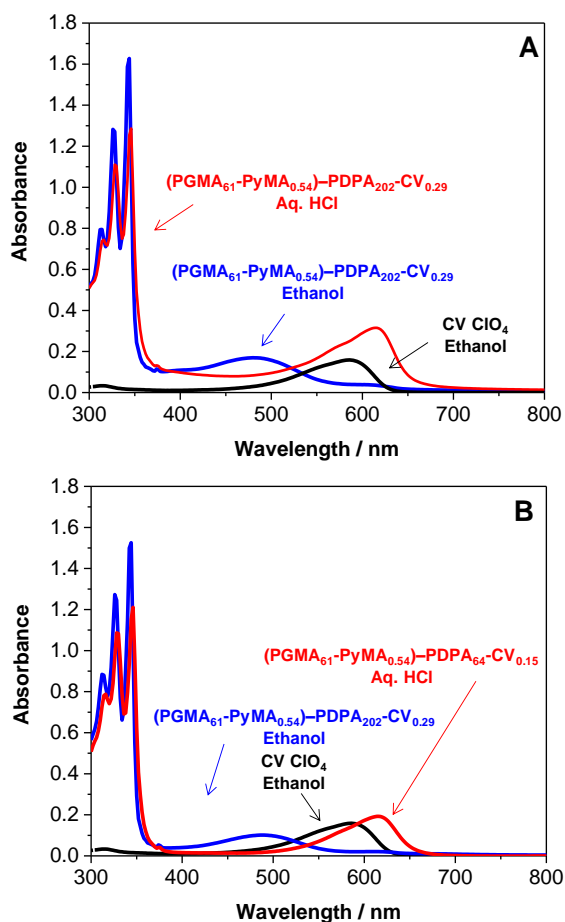 A
1.8
1.6
1.4
1.2
1.0
0.8
0.6
0.4
0.2
0.0
Absorbance
(PGMA61-PyMA0.54)–PDPA202-CV0.29
Aq. HCl
(PGMA61-PyMA0.54)–PDPA202-CV0.29
Ethanol
CV ClO4
Ethanol
300 400 500 600 700 800
Wavelength / nm
B
1.8
1.6
1.4
1.2
1.0
0.8
0.6
0.4
0.2
0.0
Absorbance
(PGMA61-PyMA0.54)–PDPA64-CV0.15
Aq. HCl
(PGMA61-PyMA0.54)–PDPA202-CV0.29
Ethanol
CV ClO4
Ethanol
300 400 500 600 700 800
Wavelength / nm